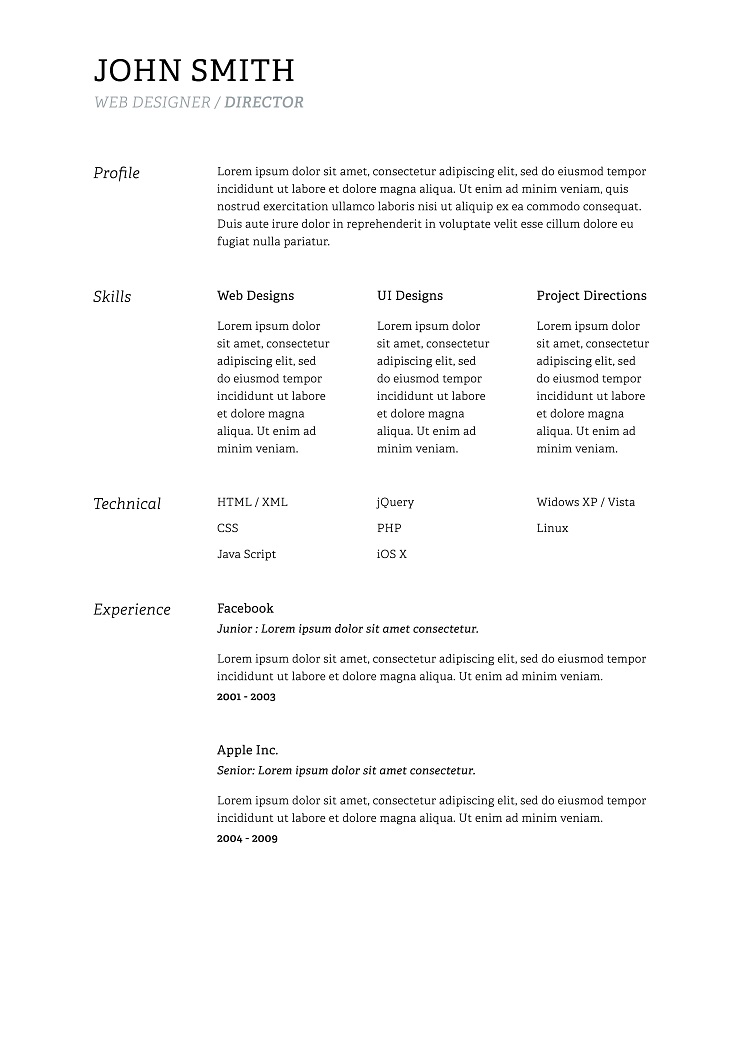 JOHN SMITH
WEB DESIGNER / DIRECTOR
Profile
Lorem ipsum dolor sit amet, consectetur adipiscing elit, sed do eiusmod tempor
incididunt ut labore et dolore magna aliqua. Ut enim ad minim veniam, quis
nostrud exercitation ullamco laboris nisi ut aliquip ex ea commodo consequat.
Duis aute irure dolor in reprehenderit in voluptate velit esse cillum dolore eu
fugiat nulla pariatur.
Skills
Web Designs
Lorem ipsum dolor
sit amet, consectetur
adipiscing elit, sed
do eiusmod tempor
incididunt ut labore
et dolore magna
aliqua. Ut enim ad
minim veniam.
UI Designs
Lorem ipsum dolor
sit amet, consectetur
adipiscing elit, sed
do eiusmod tempor
incididunt ut labore
et dolore magna
aliqua. Ut enim ad
minim veniam.
Project Directions
Lorem ipsum dolor
sit amet, consectetur
adipiscing elit, sed
do eiusmod tempor
incididunt ut labore
et dolore magna
aliqua. Ut enim ad
minim veniam.
Technical
HTML / XML
CSS
Java Script
jQuery
PHP
iOS X
Widows XP / Vista
Linux
Experience
Facebook
Junior : Lorem ipsum dolor sit amet consectetur.
Lorem ipsum dolor sit amet, consectetur adipiscing elit, sed do eiusmod tempor
incididunt ut labore et dolore magna aliqua. Ut enim ad minim veniam.
2001 - 2003
Apple Inc.
Senior: Lorem ipsum dolor sit amet consectetur.
Lorem ipsum dolor sit amet, consectetur adipiscing elit, sed do eiusmod tempor
incididunt ut labore et dolore magna aliqua. Ut enim ad minim veniam.
2004 - 2009